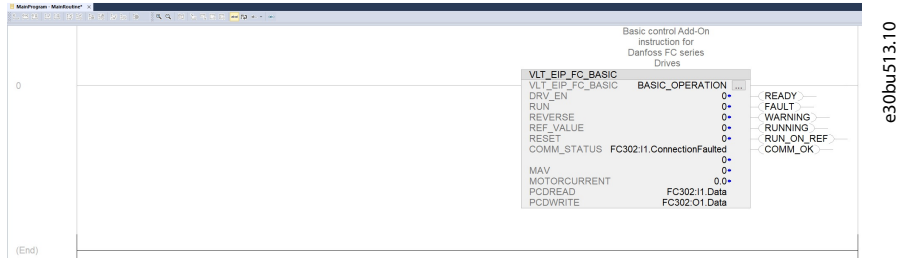 MainProgram - MainRoutine* ×
Basic control Add-On
instruction for
Danfoss FC series
Drives
VLT_EIP_FC_BASIC
0
VLT_EIP_FC_BASIC BASIC_OPERATION ...
DRV_EN 0 READY
RUN 0 FAULT
REVERSE 0 WARNING
REF_VALUE 0 RUNNING
RESET 0 RUN_ON_REF
COMM_STATUS FC302:I1.ConnectionFaulted COMM_OK
0
MAV 0
MOTORCURRENT 0.0
PCDREAD FC302:I1.Data
PCDWRITE FC302:O1.Data
(End)
e30bu513.10